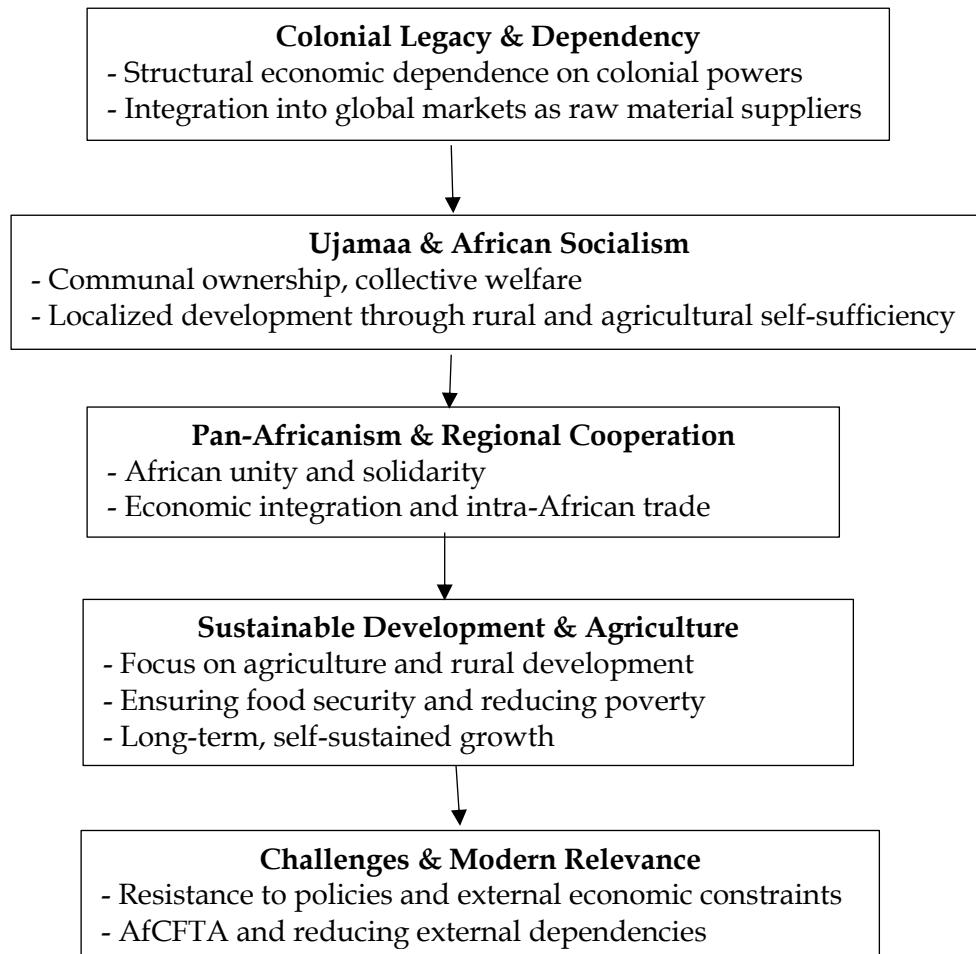 Colonial Legacy & Dependency
- Structural economic dependence on colonial powers
- Integration into global markets as raw material suppliers
Ujamaa & African Socialism
- Communal ownership, collective welfare
- Localized development through rural and agricultural self-sufficiency
Pan-Africanism & Regional Cooperation
- African unity and solidarity
- Economic integration and intra-African trade
Sustainable Development & Agriculture
- Focus on agriculture and rural development
- Ensuring food security and reducing poverty
- Long-term, self-sustained growth
Challenges & Modern Relevance
- Resistance to policies and external economic constraints
- AfCFTA and reducing external dependencies